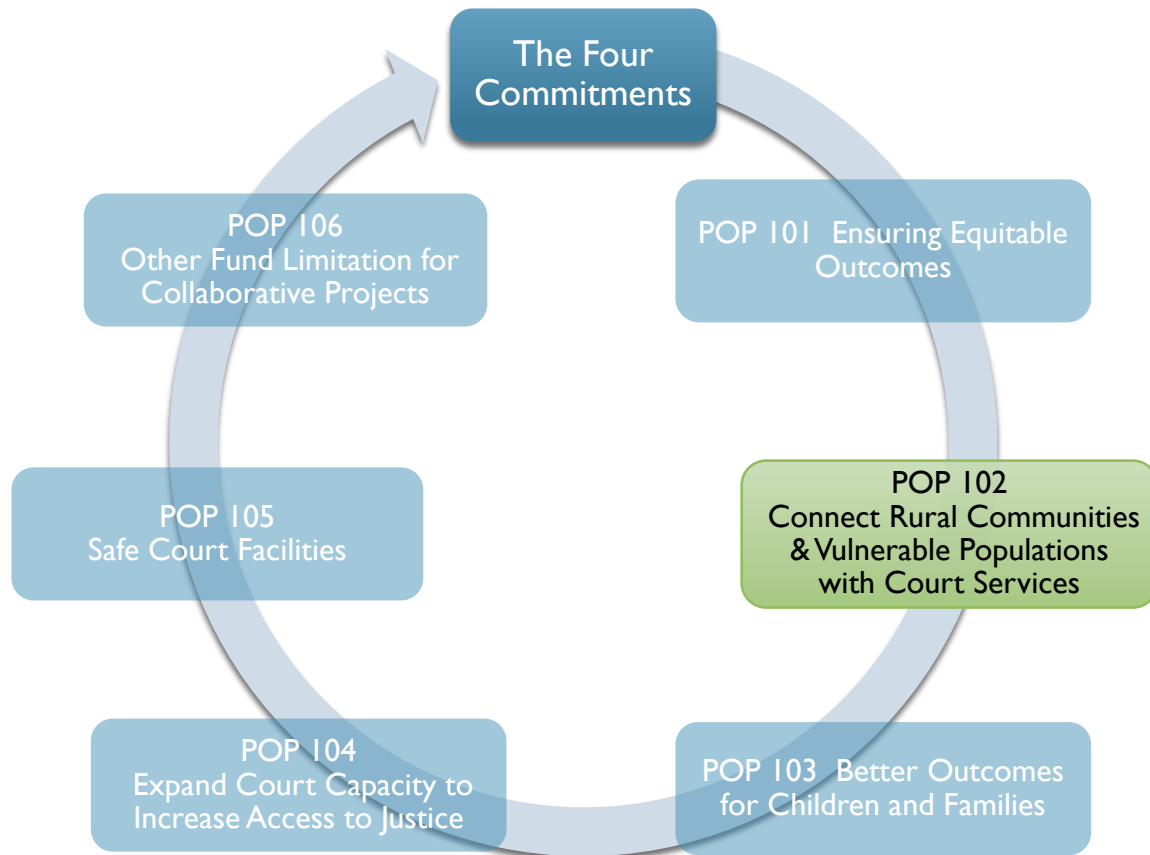 The Four
Commitments
POP 101 Ensuring Equitable
Outcomes
POP 102
Connect Rural Communities
& Vulnerable Populations
with Court Services
POP 103 Better Outcomes
for Children and Families
POP 104
Expand Court Capacity to
Increase Access to Justice
POP 105
Safe Court Facilities
POP 106
Other Fund Limitation for
Collaborative Projects